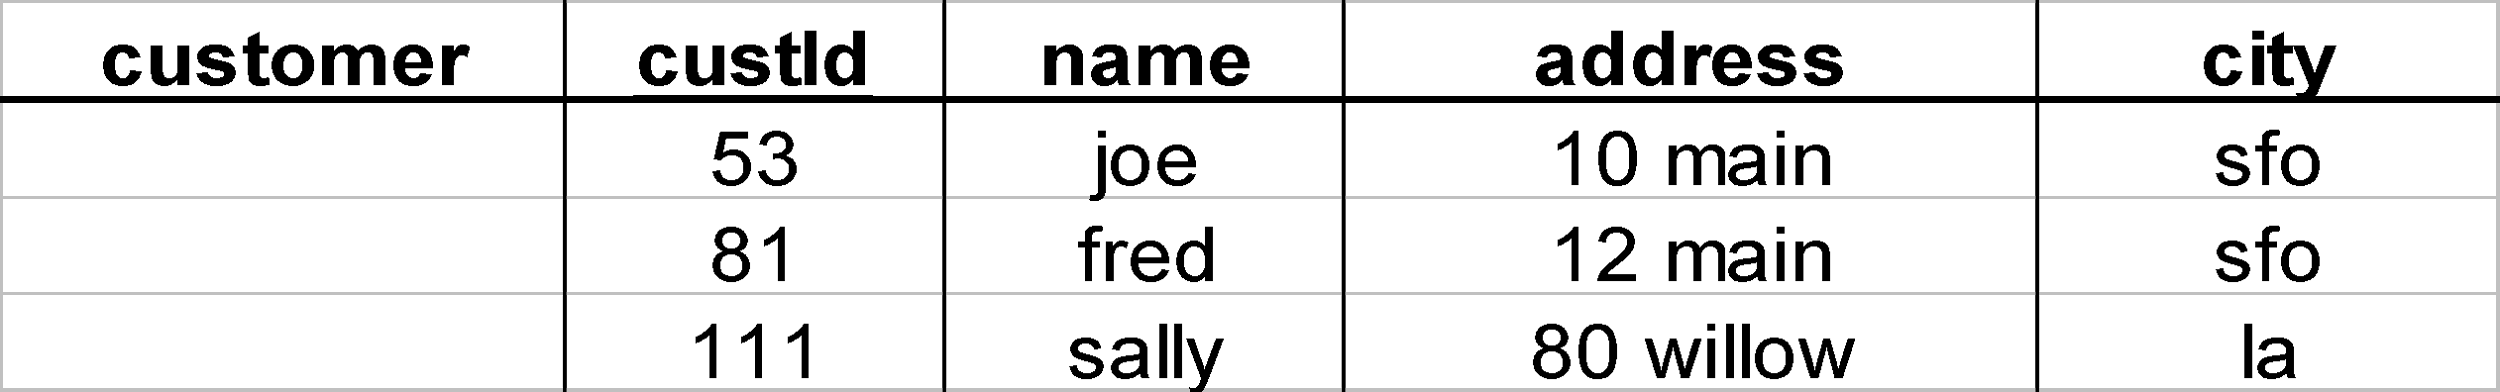 customer custId name address city
53 joe 10 main sfo
81 fred 12 main sfo
111 sally 80 willow la